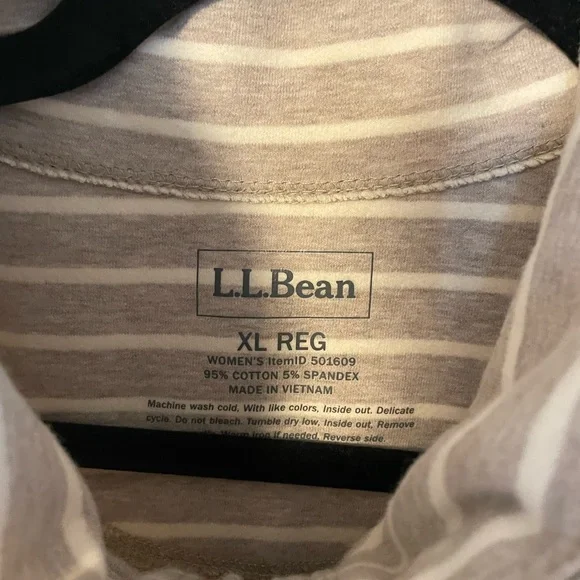 L.L.Bean
XL REG
WOMEN'S ItemID 501609
95% COTTON 5% SPANDEX
MADE IN VIETNAM
Machine wash cold, With like colors, Inside out. Delicate
cycle. Do not bleach. Tumble dry low, Inside out, Remove
Warm iron if needed, Reverse side.